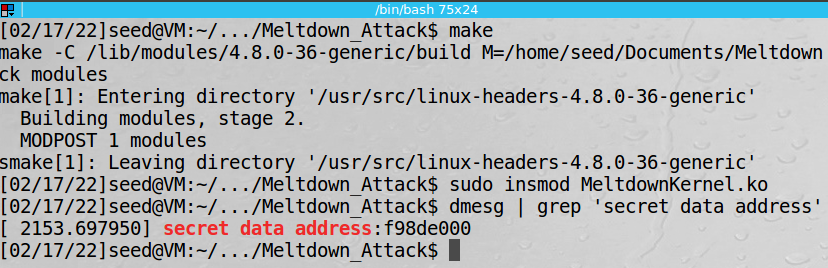 /bin/bash 75x24
[02/17/22]seed@VM:~/.../Meltdown_Attack$ make
make -C /lib/modules/4.8.0-36-generic/build M=/home/seed/Documents/Meltdown
ck modules
make[1]: Entering directory '/usr/src/linux-headers-4.8.0-36-generic'
  Building modules, stage 2.
  MODPOST 1 modules
smake[1]: Leaving directory '/usr/src/linux-headers-4.8.0-36-generic'
[02/17/22]seed@VM:~/.../Meltdown_Attack$ sudo insmod MeltdownKernel.ko
[02/17/22]seed@VM:~/.../Meltdown_Attack$ dmesg | grep 'secret data address'
[ 2153.697950] secret data address:f98de000
[02/17/22]seed@VM:~/.../Meltdown_Attack$